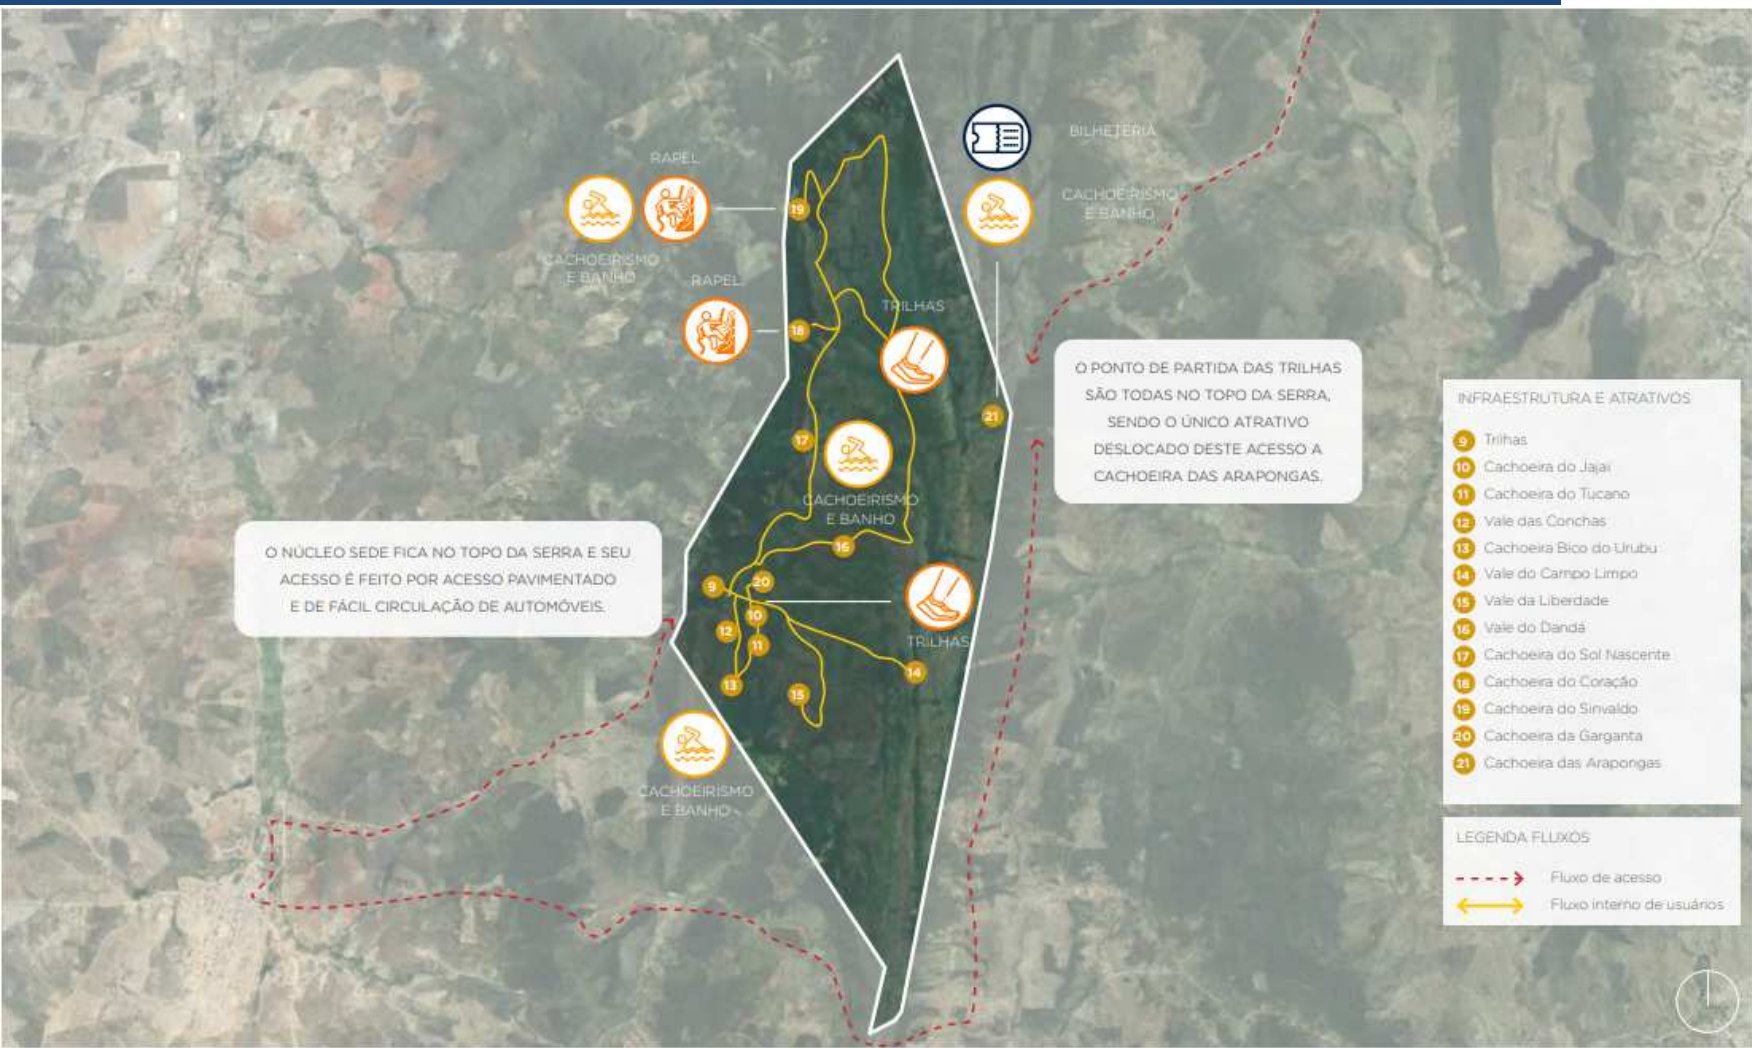 RAPEL
CACHOEIRISMO
E BANHO
RAPEL
BILHETERIA
CACHOEIRISMO
E BANHO
TRILHAS
CACHOEIRISMO
E BANHO
TRILHAS
CACHOEIRISMO
E BANHO
19
18
17
21
16
9
20
10
12
11
13
15
14
O PONTO DE PARTIDA DAS TRILHAS
SÃO TODAS NO TOPO DA SERRA,
SENDO O ÚNICO ATRATIVO
DESLOCADO DESTE ACESSO A
CACHOEIRA DAS ARAPONGAS.
O NÚCLEO SEDE FICA NO TOPO DA SERRA E SEU
ACESSO É FEITO POR ACESSO PAVIMENTADO
E DE FÁCIL CIRCULAÇÃO DE AUTOMÓVEIS.
INFRAESTRUTURA E ATRATIVOS
9 Trilhas
10 Cachoeira do Jajai
11 Cachoeira do Tucano
12 Vale das Conchas
13 Cachoeira Bico do Urubu
14 Vale do Campo Limpo
15 Vale da Liberdade
16 Vale do Dandá
17 Cachoeira do Sol Nascente
18 Cachoeira do Coração
19 Cachoeira do Sinvaldo
20 Cachoeira da Garganta
21 Cachoeira das Arapongas
LEGENDA FLUXOS
Fluxo de acesso
Fluxo interno de usuários